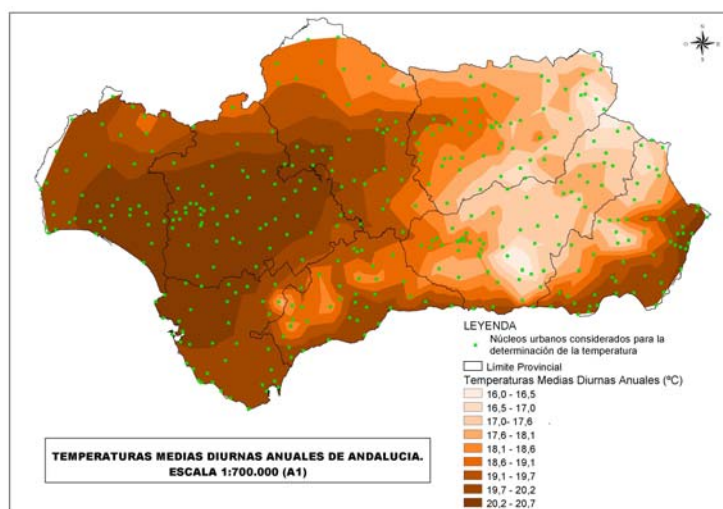 N
O
E
S
LEYENDA
Núcleos urbanos considerados para la
determinación de la temperatura
Límite Provincial
Temperaturas Medias Diurnas Anuales (ºC)
16,0 - 16,5
16,5 - 17,0
17,0- 17,6
17,6 - 18,1
18,1 - 18,6
18,6 - 19,1
19,1 - 19,7
19,7 - 20,2
20,2 - 20,7
TEMPERATURAS MEDIAS DIURNAS ANUALES DE ANDALUCIA.
ESCALA 1:700.000 (A1)